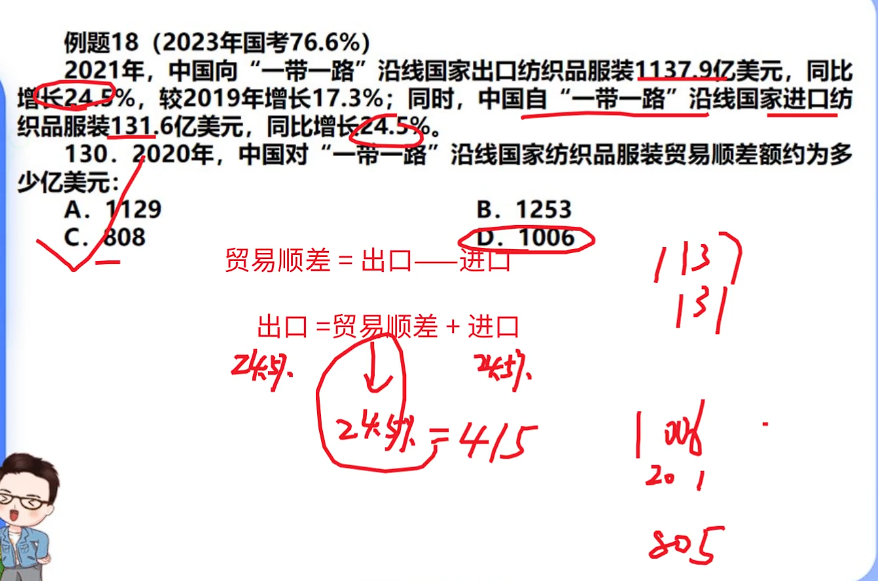 例题18（2023年国考76.6%）
2021年，中国向“一带一路”沿线国家出口纺织品服装1137.9亿美元，同比
增长24.5%，较2019年增长17.3%；同时，中国自“一带一路”沿线国家进口纺
织品服装131.6亿美元，同比增长24.5%。
130．2020年，中国对“一带一路”沿线国家纺织品服装贸易顺差额约为多
少亿美元：
A．1129 B．1253
C．808 D．1006
贸易顺差 = 出口——进口
1137
131
出口 =贸易顺差 + 进口
24.5% 24.5%
24.5% = 415
1006
201
805